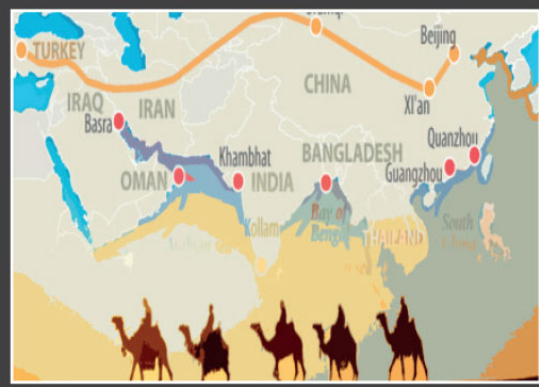 Beijing
TURKEY
CHINA
IRAQ
IRAN
XI'an
Basra
Quanzhou
Khambhat
BANGLADESH
Guangzhou
OMAN
INDIA
Kollam
Bay of
THAILAND
South